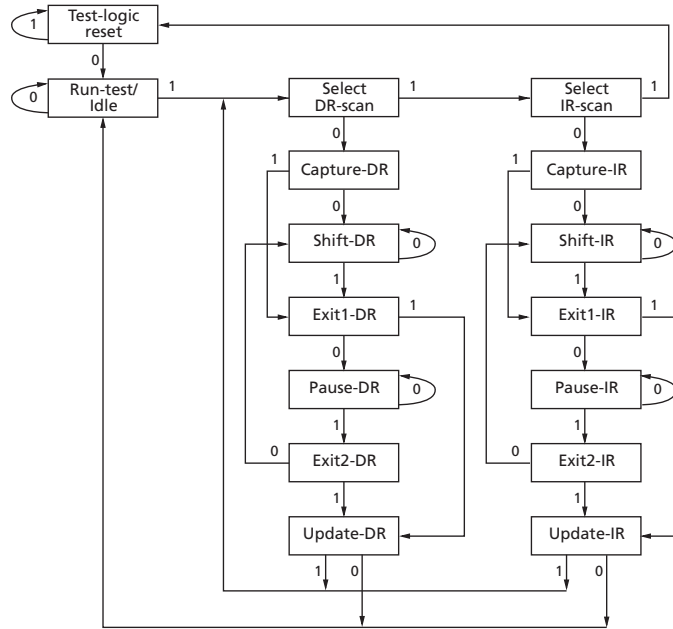 Test-logic
reset
1
0
Run-test/
Idle
0
1
Select
DR-scan
1
Select
IR-scan
1
0
0
1
Capture-DR
1
Capture-IR
0
0
Shift-DR
0
Shift-IR
0
1
1
Exit1-DR
1
Exit1-IR
1
0
0
Pause-DR
0
Pause-IR
0
1
1
0
Exit2-DR
0
Exit2-IR
1
1
Update-DR
Update-IR
1
0
1
0